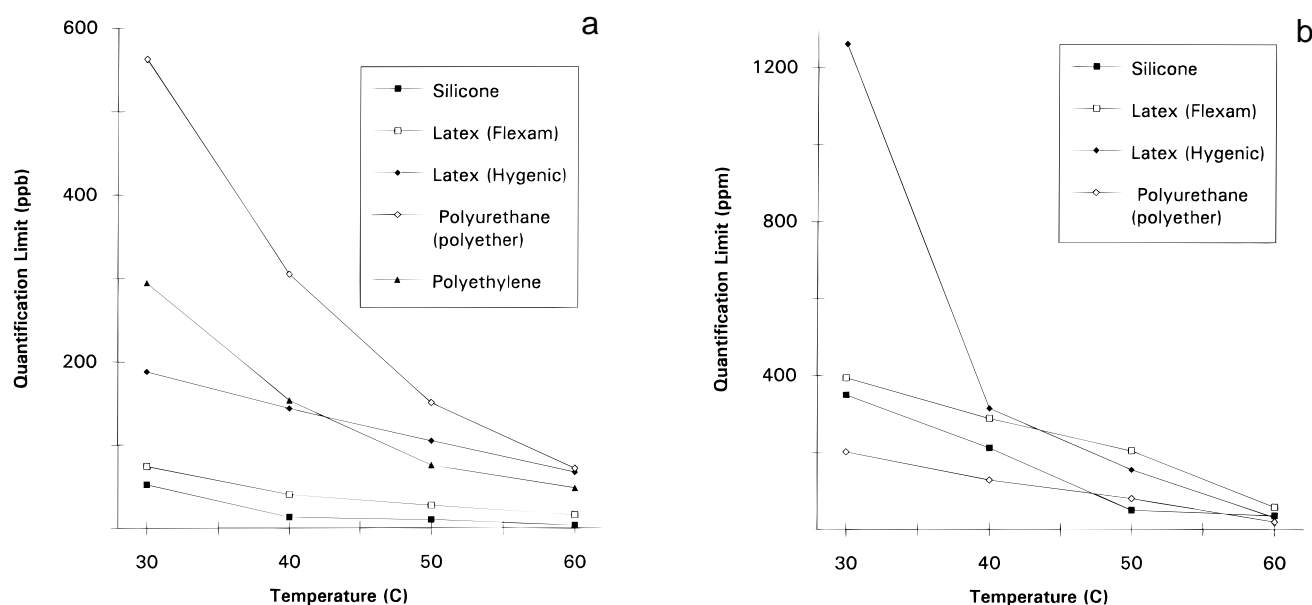 a
600
400
200
Quantification Limit (ppb)
Silicone
Latex (Flexam)
Latex (Hygenic)
Polyurethane
(polyether)
Polyethylene
30 40 50 60
Temperature (C)
b
1200
800
400
Quantification Limit (ppm)
Silicone
Latex (Flexam)
Latex (Hygenic)
Polyurethane
(polyether)
30 40 50 60
Temperature (C)